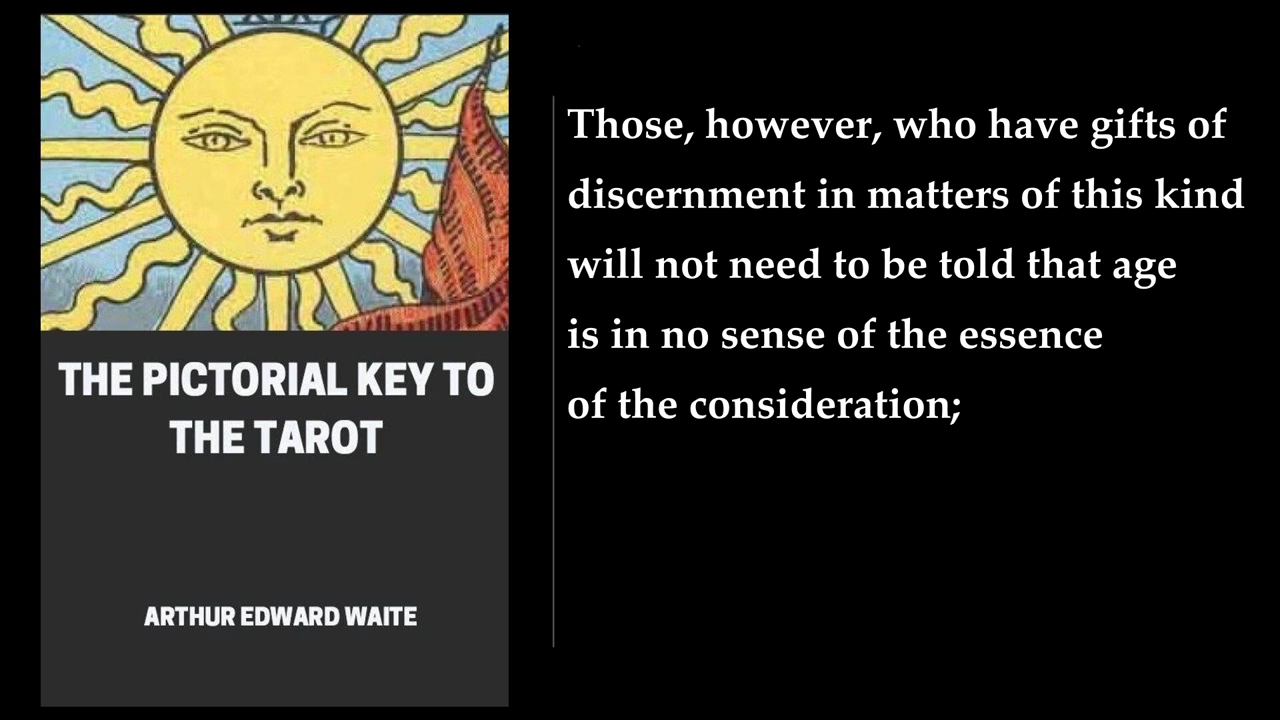 XIX
THE PICTORIAL KEY TO
THE TAROT
ARTHUR EDWARD WAITE
Those, however, who have gifts of
discernment in matters of this kind
will not need to be told that age
is in no sense of the essence
of the consideration;